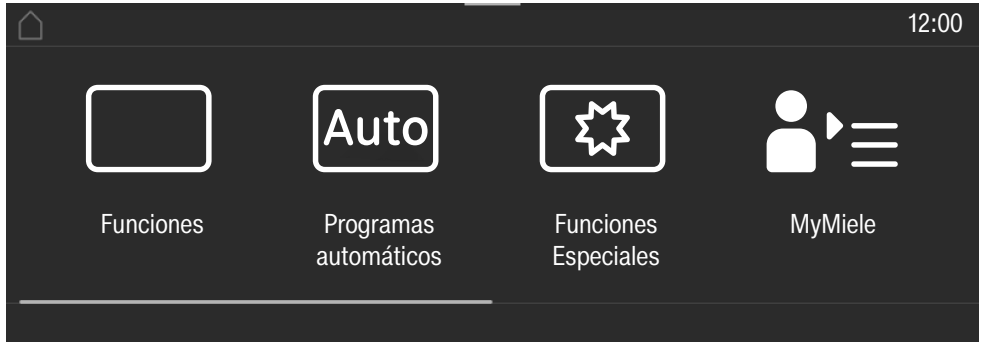 12:00
Auto
Funciones
Programas
automáticos
Funciones
Especiales
MyMiele